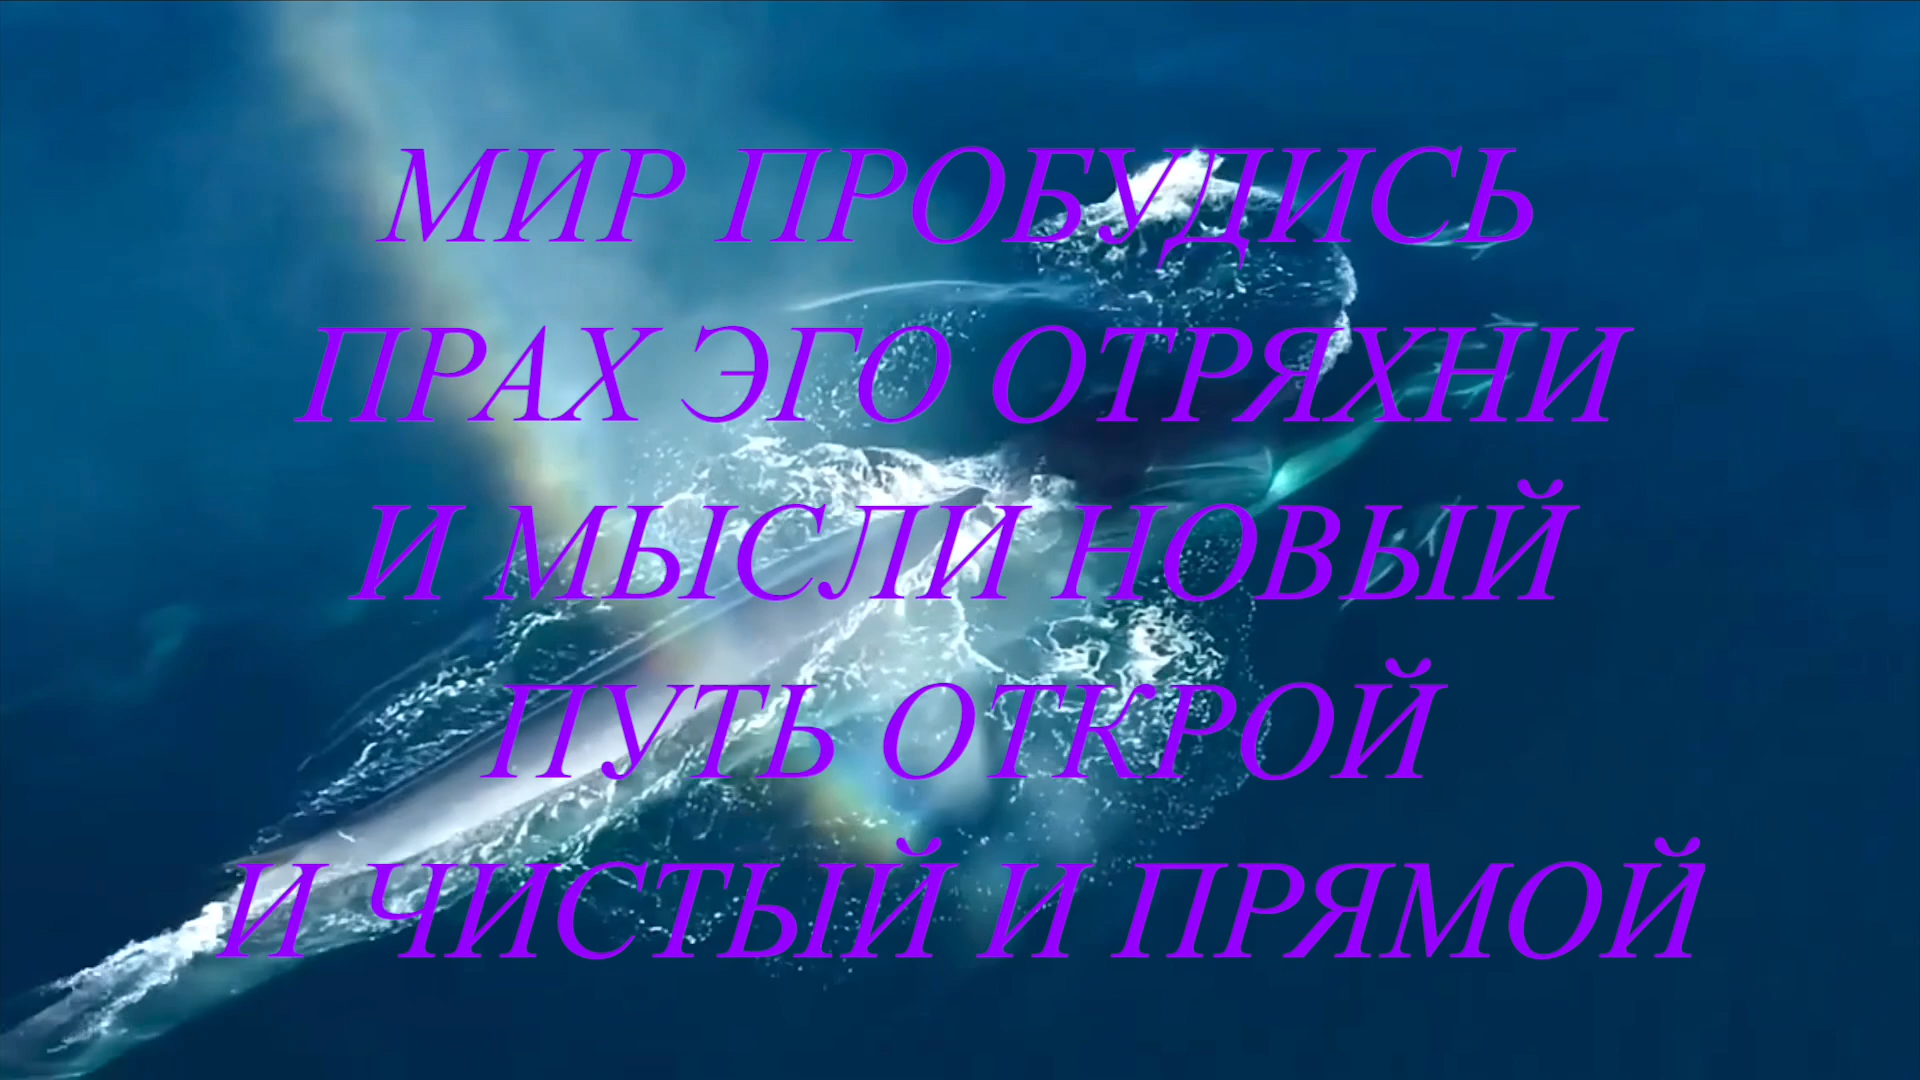 МИР ПРОБУДИСЬ
ПРАХ ЭГО ОТРЯХНИ
И МЫСЛИ НОВЫЙ
ПУТЬ ОТКРОЙ
И ЧИСТЫЙ И ПРЯМОЙ